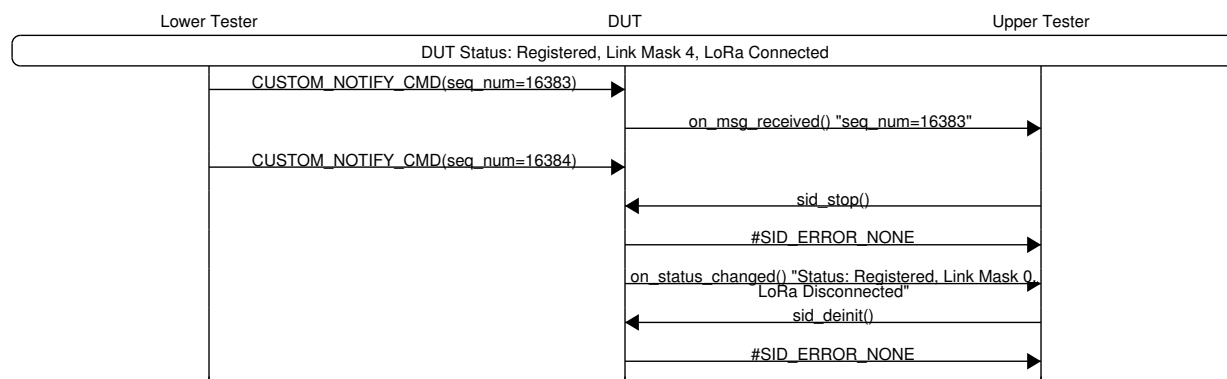 Lower Tester DUT Upper Tester
DUT Status: Registered, Link Mask 4, LoRa Connected
CUSTOM_NOTIFY_CMD(seq_num=16383)
on_msg_received() "seq_num=16383"
CUSTOM_NOTIFY_CMD(seq_num=16384)
sid_stop()
#SID_ERROR_NONE
on_status_changed() "Status: Registered, Link Mask 0,
LoRa Disconnected"
sid_deinit()
#SID_ERROR_NONE